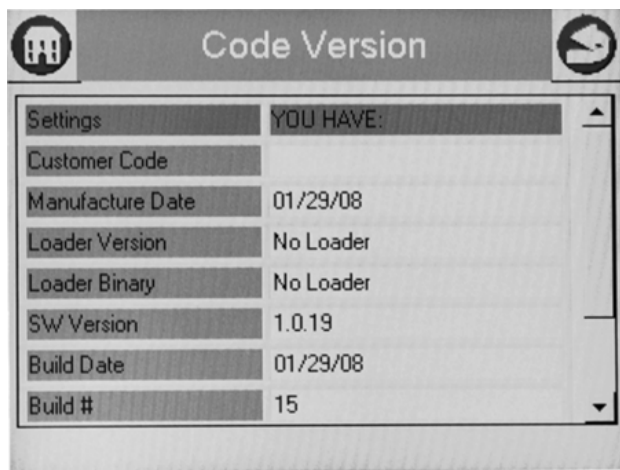 Code Version
Settings YOU HAVE:
Customer Code
Manufacture Date 01/29/08
Loader Version No Loader
Loader Binary No Loader
SW Version 1.0.19
Build Date 01/29/08
Build # 15